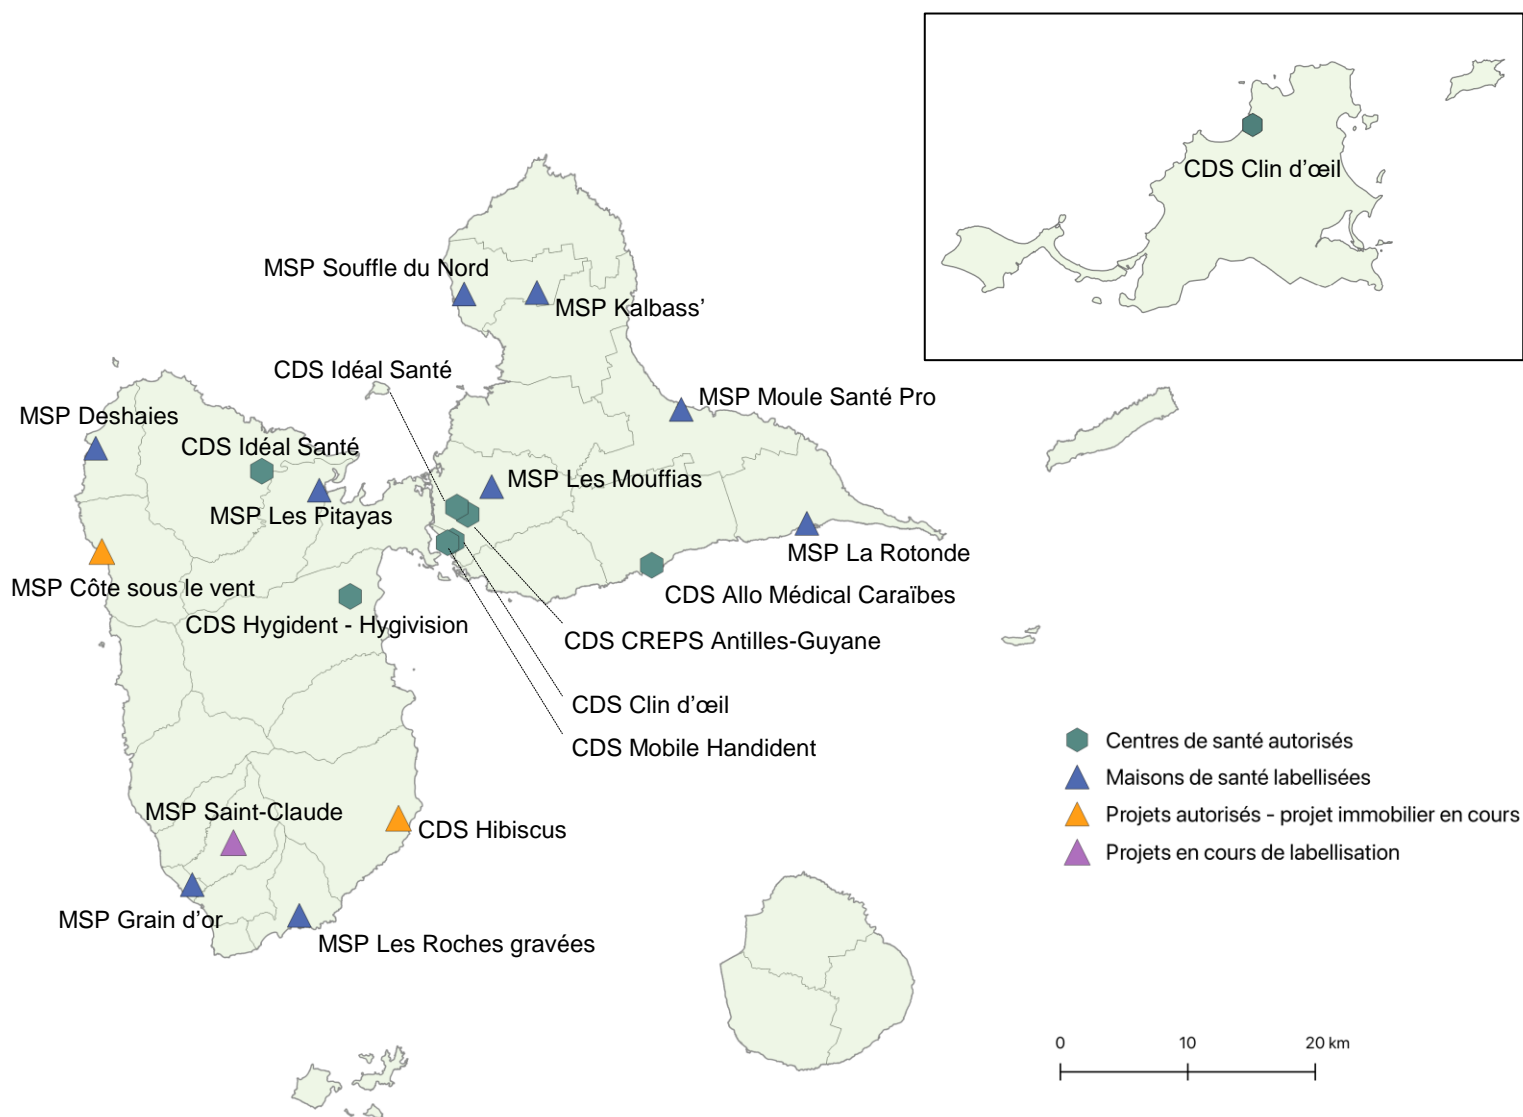 CDS Clin d’œil
MSP Souffle du Nord
MSP Kalbass’
CDS Idéal Santé
MSP Moule Santé Pro
MSP Deshaies
CDS Idéal Santé
MSP Les Mouffias
MSP Les Pitayas
MSP La Rotonde
MSP Côte sous le vent
CDS Allo Médical Caraïbes
CDS Hygident - Hygivision
CDS CREPS Antilles-Guyane
CDS Clin d’œil
CDS Mobile Handident
Centres de santé autorisés
Maisons de santé labellisées
Projets autorisés - projet immobilier en cours
Projets en cours de labellisation
MSP Saint-Claude
CDS Hibiscus
MSP Grain d’or
MSP Les Roches gravées
0 10 20 km